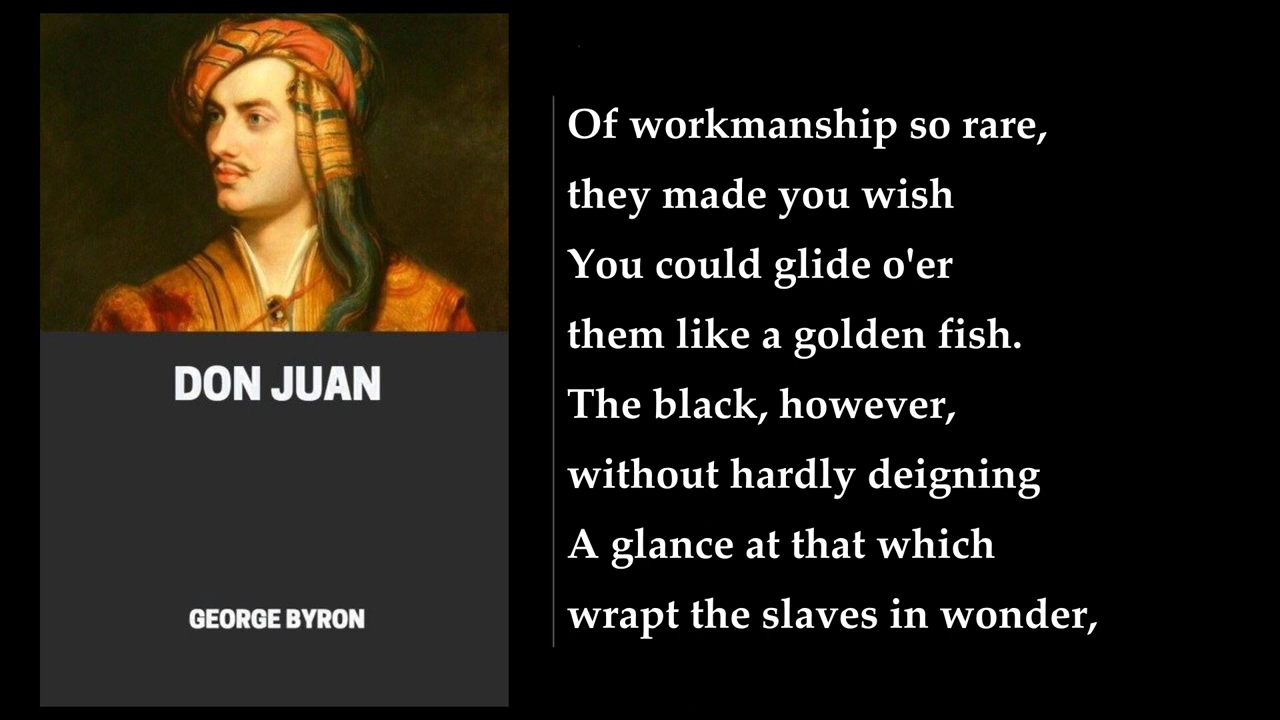 DON JUAN
GEORGE BYRON
Of workmanship so rare,
they made you wish
You could glide o'er
them like a golden fish.
The black, however,
without hardly deigning
A glance at that which
wrapt the slaves in wonder,